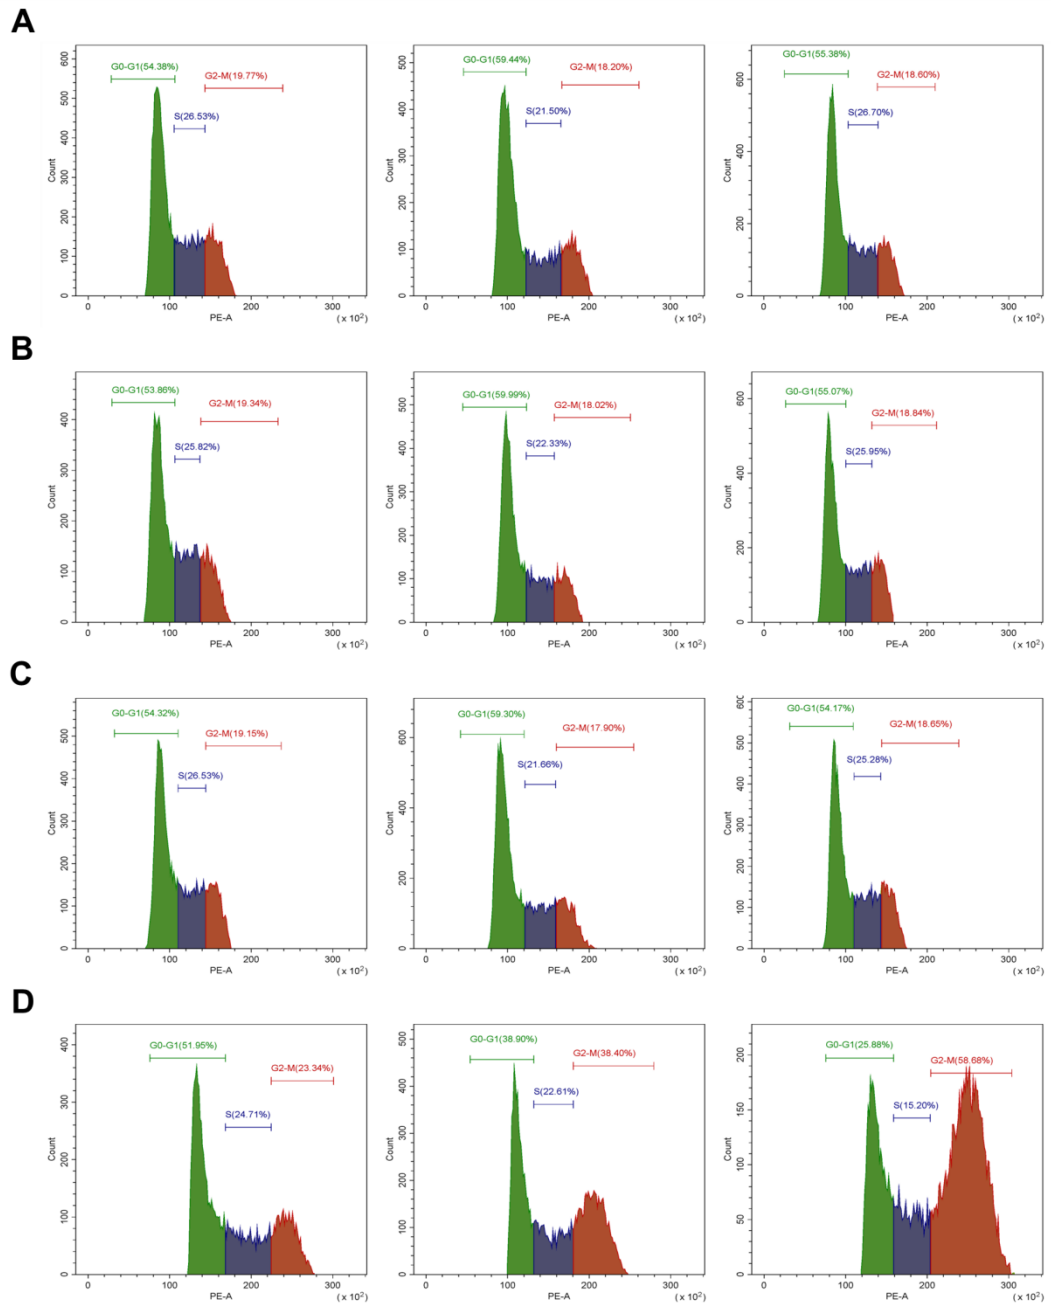 A
G0-G1(54.38%)
G2-M(19.77%)
S(26.53%)
Count
0 100 200 300 400 500 600
0 100 200 300
PE-A
(x 10²)
G0-G1(59.44%)
G2-M(18.20%)
S(21.50%)
Count
0 100 200 300 400 500
0 100 200 300
PE-A
(x 10²)
G0-G1(55.38%)
G2-M(18.60%)
S(26.70%)
Count
0 200 400 600
0 100 200 300
PE-A
(x 10²)
B
G0-G1(53.86%)
G2-M(19.34%)
S(25.82%)
Count
0 100 200 300 400
0 100 200 300
PE-A
(x 10²)
G0-G1(59.99%)
G2-M(18.02%)
S(22.33%)
Count
0 100 200 300 400 500
0 100 200 300
PE-A
(x 10²)
G0-G1(55.07%)
G2-M(18.84%)
S(25.95%)
Count
0 200 400 600
0 100 200 300
PE-A
(x 10²)
C
G0-G1(54.32%)
G2-M(19.15%)
S(26.53%)
Count
0 100 200 300 400 500
0 100 200 300
PE-A
(x 10²)
G0-G1(59.30%)
G2-M(17.90%)
S(21.66%)
Count
0 200 400 600
0 100 200 300
PE-A
(x 10²)
G0-G1(54.17%)
G2-M(18.65%)
S(25.28%)
Count
0 100 200 300 400 500 600
0 100 200 300
PE-A
(x 10²)
D
G0-G1(51.95%)
G2-M(23.34%)
S(24.71%)
Count
0 100 200 300 400
0 100 200 300
PE-A
(x 10²)
G0-G1(38.90%)
G2-M(38.40%)
S(22.61%)
Count
0 100 200 300 400 500
0 100 200 300
PE-A
(x 10²)
G0-G1(25.88%)
G2-M(58.68%)
S(15.20%)
Count
0 50 100 150 200
0 100 200 300
PE-A
(x 10²)